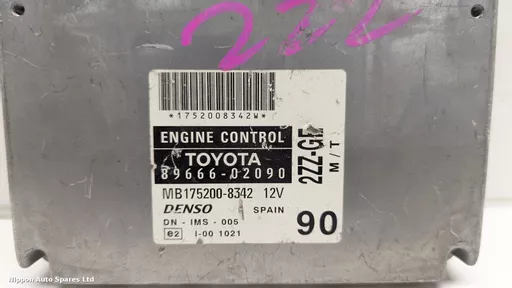 222
*1752008342W*
ENGINE CONTROL
TOYOTA
89666-02090
MB175200-8342 12V
DENSO SPAIN
DN - IMS - 005
e2 I-00 1021
90
2ZZ-GE
M/T
Nippon Auto Spares Ltd